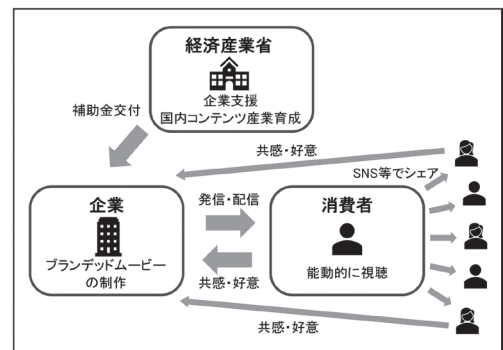 経済産業省
企業支援
国内コンテンツ産業育成
補助金交付
共感・好意
SNS等でシェア
企業
ブランデッドムービー
の制作
発信・配信
共感・好意
消費者
能動的に視聴
共感・好意